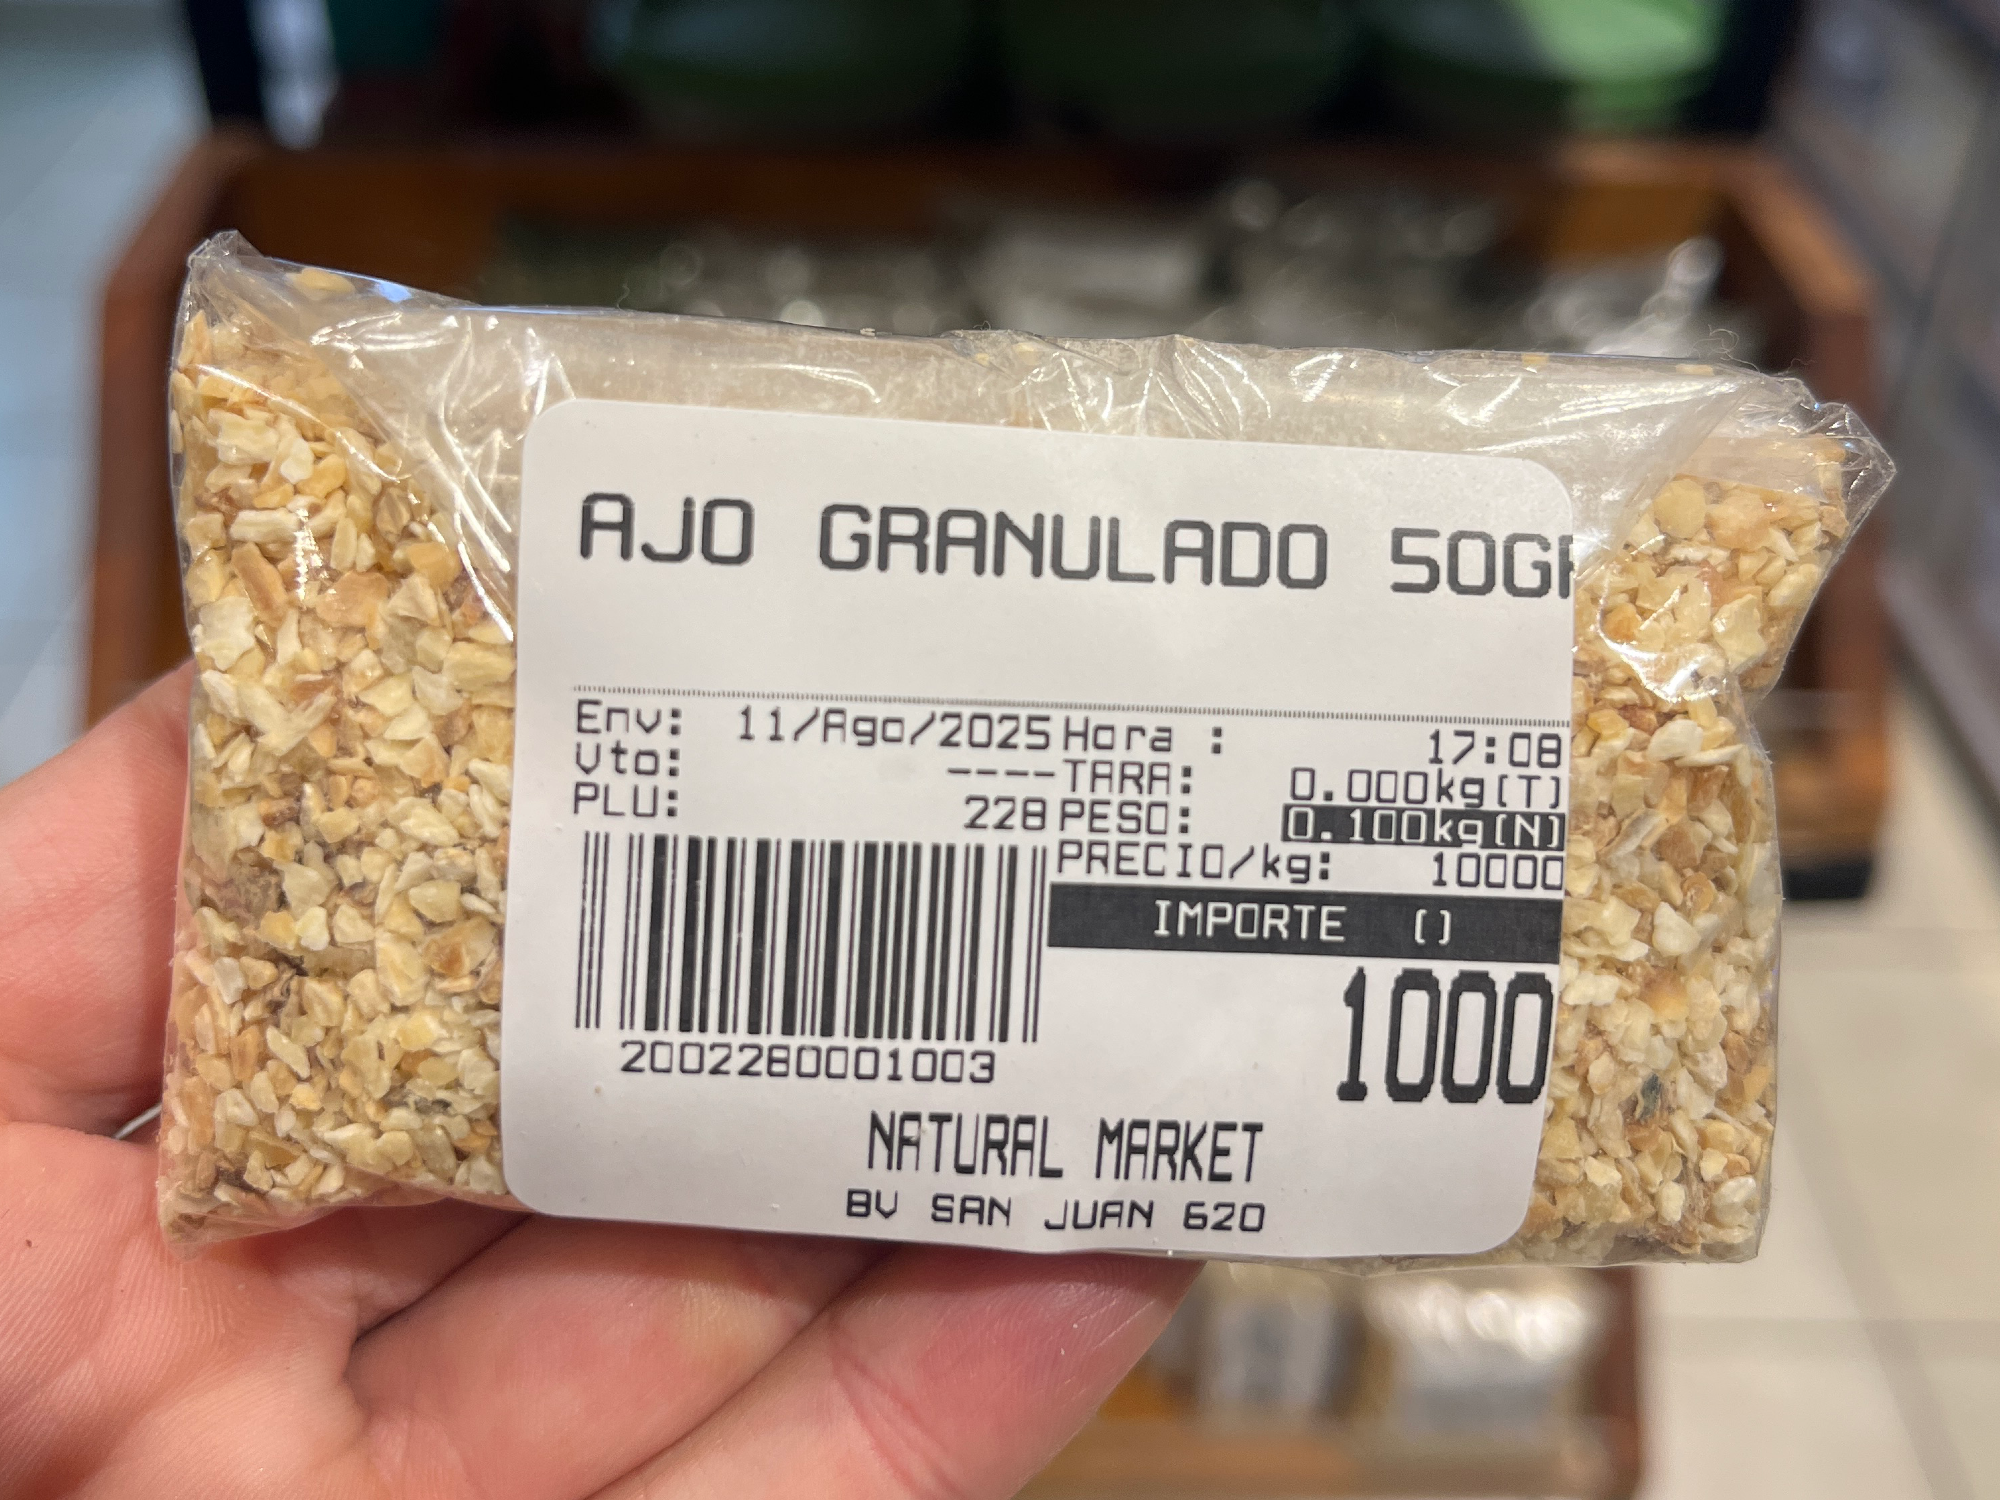 AJO GRANULADO 50GR
Env: 11/Ago/2025 Hora : 17:08
Vto: ---- TARA: 0.000kg(T)
PLU: 228 PESO: 0.100kg(N)
PRECIO/kg: 10000
IMPORTE ()
1000
2002280001003
NATURAL MARKET
BV SAN JUAN 620